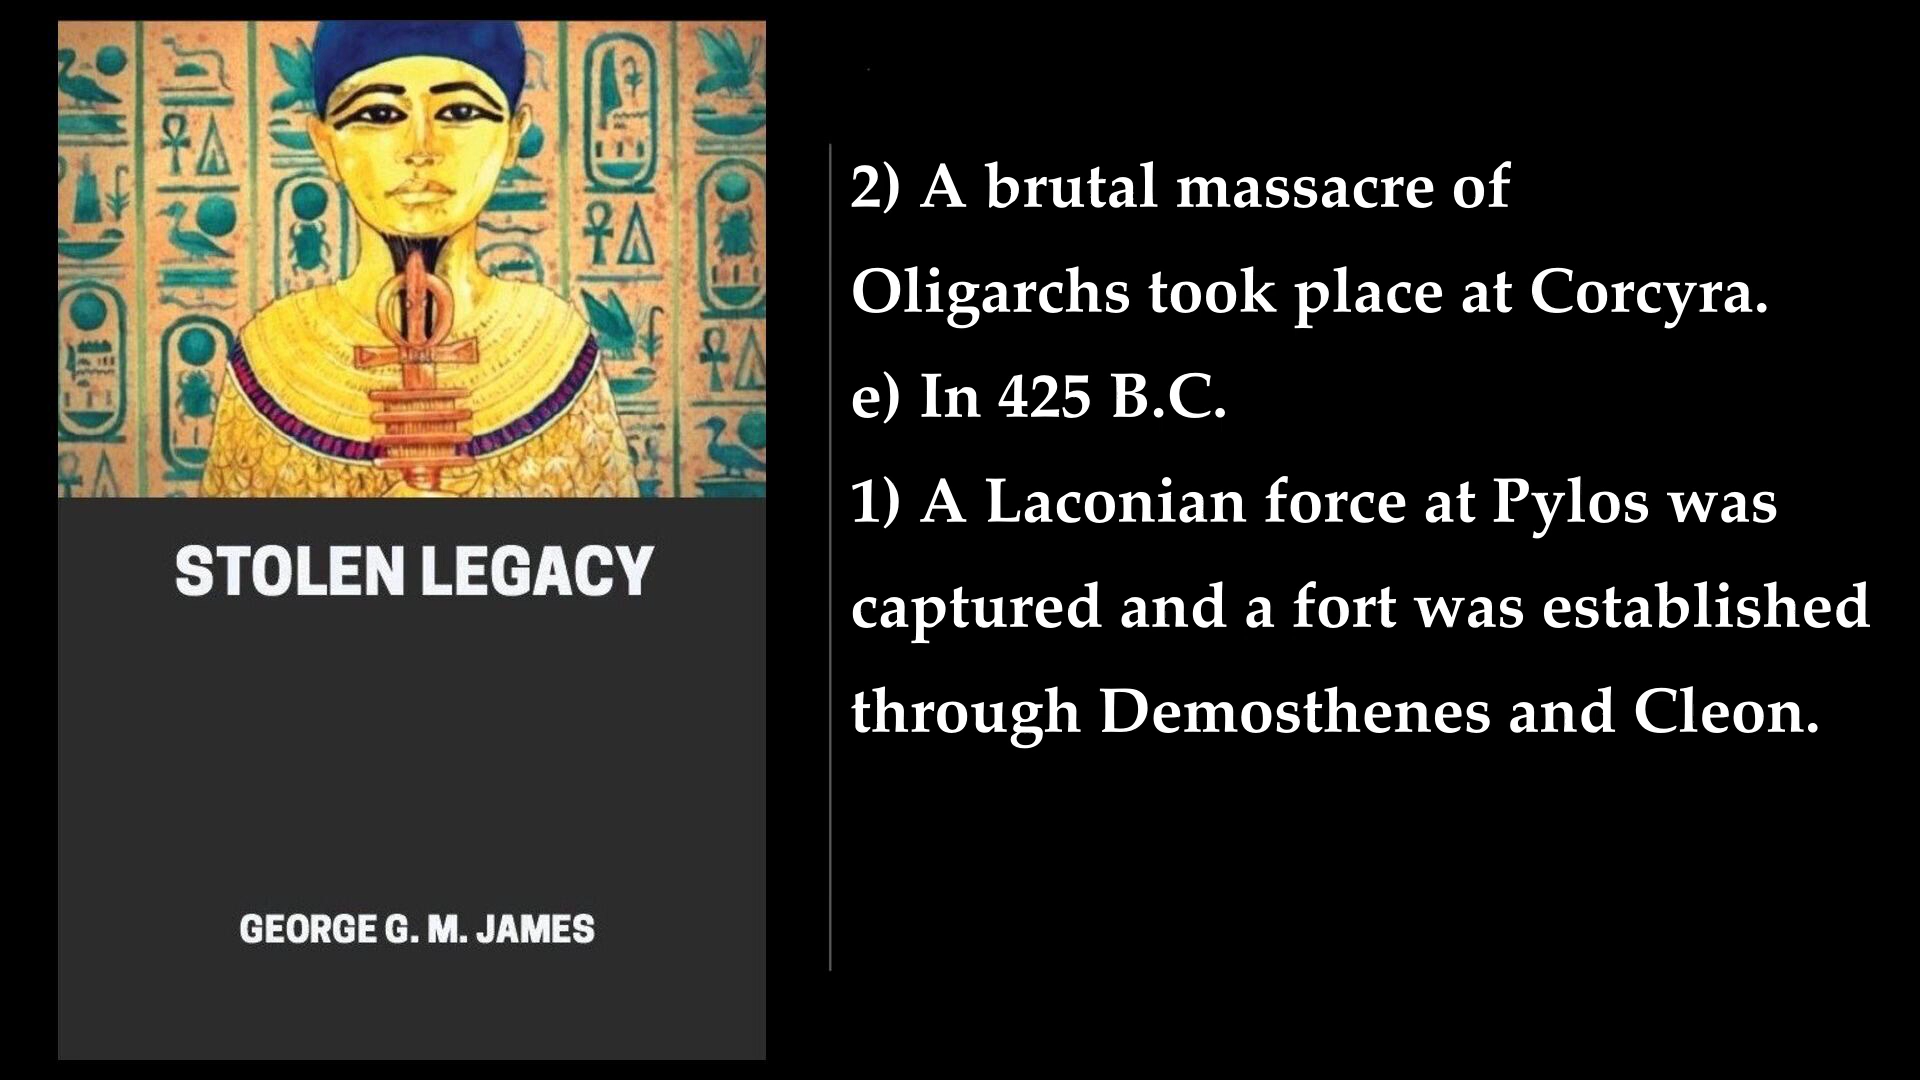 STOLEN LEGACY
GEORGE G. M. JAMES
2) A brutal massacre of
Oligarchs took place at Corcyra.
e) In 425 B.C.
1) A Laconian force at Pylos was
captured and a fort was established
through Demosthenes and Cleon.